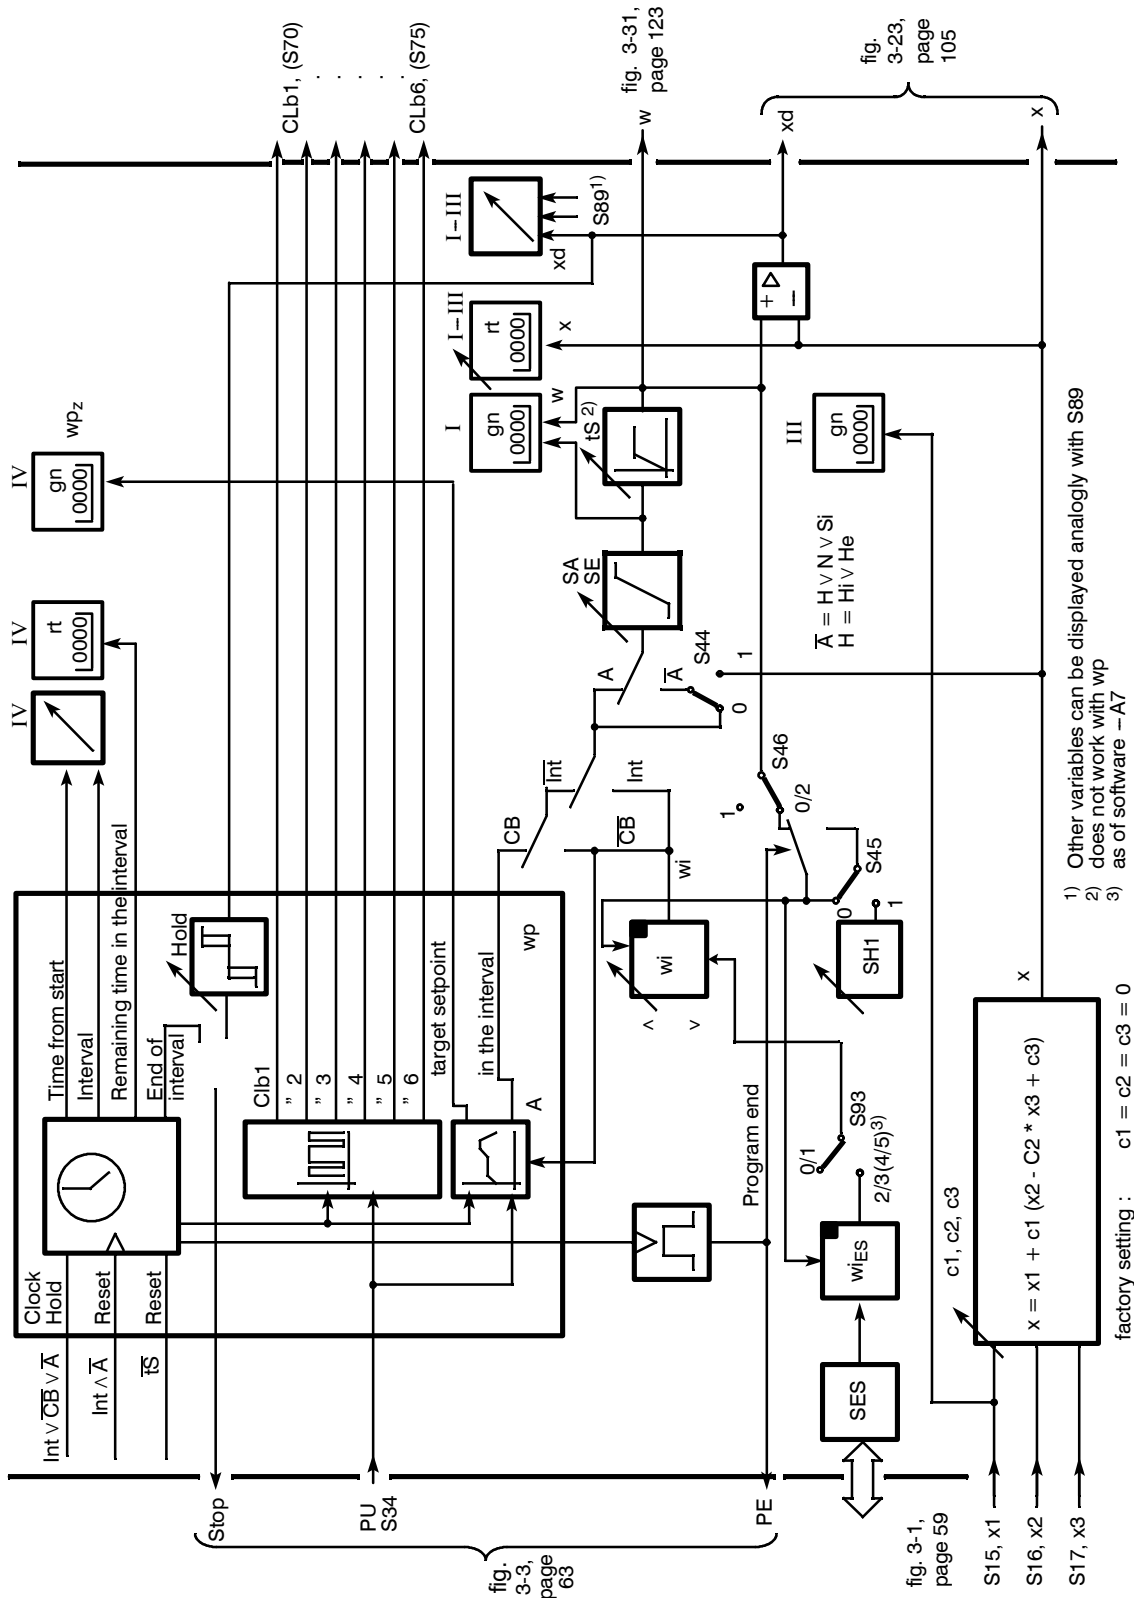 Int ∨ C̅B̅ ∨ A̅
Int ∧ A̅
t̅S̅
Clock
Hold
Reset
Reset
Time from start
Interval
Remaining time in the interval
End of
interval
Hold
IV
IV
rt
0000
IV
gn
0000
wpz
Stop
PU
S34
PE
fig.
3-3,
page
63
Clb1
„ 2
„ 3
„ 4
„ 5
„ 6
target setpoint
in the interval
A
wp
CLb1, (S70)
. . . . .
CLb6, (S75)
Program end
CB
C̅B̅
I̅n̅t̅
Int
A
A̅
S44
0
1
SA
SE
tS 2)
I
gn
0000
w
I–III
rt
0000
x
I–III
xd
S89 1)
w
fig. 3-31,
page 123
xd
x
fig.
3-23,
page
105
+
–
III
gn
0000
wi
wi
<
>
S46
1
0/2
S45
0
1
SH1
S93
0/1
2/3(4/5)3)
wiES
SES
A̅ = H ∨ N ∨ Si
H = Hi ∨ He
fig. 3-1,
page 59
S15, x1
S16, x2
S17, x3
c1, c2, c3
x = x1 + c1 (x2 - C2 * x3 + c3)
x
factory setting : c1 = c2 = c3 = 0
1) Other variables can be displayed analogly with S89
2) does not work with wp
3) as of software –A7